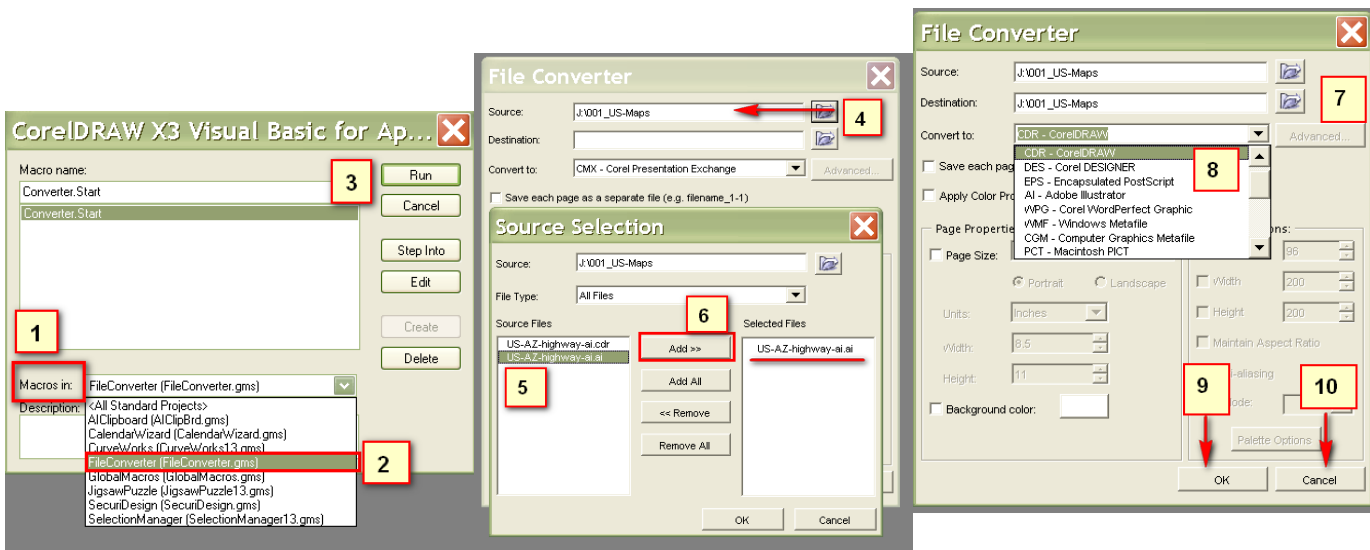 CorelDRAW X3 Visual Basic for Ap...
Macro name:
Converter.Start
Converter.Start
3
Run
Cancel
Step Into
Edit
Create
Delete
1
Macros in:
FileConverter (FileConverter.gms)
Description:
<All Standard Projects>
AIClipboard (AIClipBrd.gms)
CalendarWizard (CalendarWizard.gms)
CurveWorks (CurveWorks13.gms)
FileConverter (FileConverter.gms)
GlobalMacros (GlobalMacros.gms)
JigsawPuzzle (JigsawPuzzle13.gms)
SecuriDesign (SecuriDesign.gms)
SelectionManager (SelectionManager13.gms)
2
File Converter
Source:
J:\001_US-Maps
4
Destination:
Convert to:
CMX - Corel Presentation Exchange
Advanced...
Save each page as a separate file (e.g. filename_1-1)
Source Selection
Source:
J:\001_US-Maps
File Type:
All Files
Source Files
6
Selected Files
US-AZ-highway-ai.cdr
US-AZ-highway-ai.ai
5
Add >>
Add All
<< Remove
Remove All
US-AZ-highway-ai.ai
OK
Cancel
File Converter
Source:
J:\001_US-Maps
Destination:
J:\001_US-Maps
7
Convert to:
CDR - CorelDRAW
Advanced...
CDR - CorelDRAW
DES - Corel DESIGNER
EPS - Encapsulated PostScript
AI - Adobe Illustrator
WPG - Corel WordPerfect Graphic
WMF - Windows Metafile
CGM - Computer Graphics Metafile
PCT - Macintosh PICT
8
Save each pag
Apply Color Pro
Page Properti
ons:
Page Size:
96
Portrait
Landscape
Width
200
Units:
Inches
Height
200
Width:
8.5
Maintain Aspect Ratio
Height:
11
-aliasing
Background color:
9
ode:
10
Palette Options
OK
Cancel